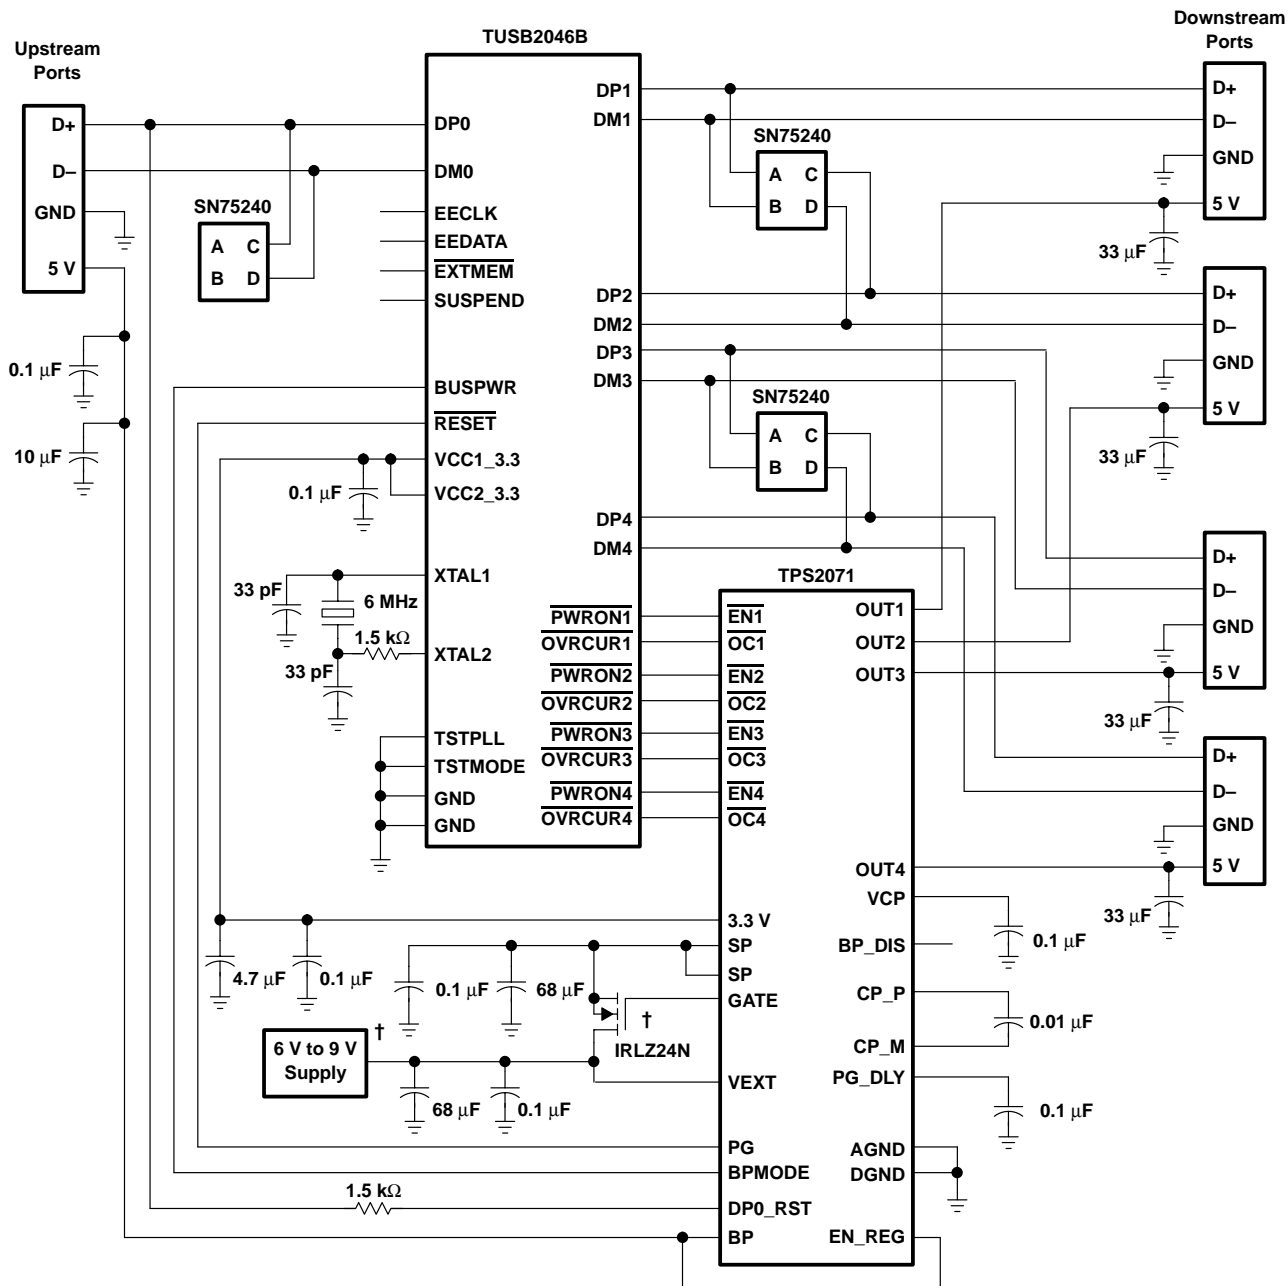 Upstream
Ports
D+
D–
GND
5 V
0.1 μF
10 μF
SN75240
A C
B D
TUSB2046B
DP0
DM0
EECLK
EEDATA
EXTMEM
SUSPEND
BUSPWR
RESET
VCC1_3.3
VCC2_3.3
0.1 μF
XTAL1
33 pF
6 MHz
1.5 kΩ
XTAL2
33 pF
TSTPLL
TSTMODE
GND
GND
DP1
DM1
DP2
DM2
DP3
DM3
DP4
DM4
PWRON1
OVRCUR1
PWRON2
OVRCUR2
PWRON3
OVRCUR3
PWRON4
OVRCUR4
SN75240
A C
B D
SN75240
A C
B D
Downstream
Ports
D+
D–
GND
5 V
33 μF
D+
D–
GND
5 V
33 μF
D+
D–
GND
5 V
33 μF
D+
D–
GND
5 V
33 μF
TPS2071
EN1
OC1
EN2
OC2
EN3
OC3
EN4
OC4
3.3 V
SP
SP
GATE
VEXT
PG
BPMODE
DP0_RST
BP
OUT1
OUT2
OUT3
OUT4
VCP
BP_DIS
CP_P
CP_M
PG_DLY
AGND
DGND
EN_REG
0.1 μF
0.01 μF
0.1 μF
4.7 μF
0.1 μF
0.1 μF
68 μF
†
IRLZ24N
†
6 V to 9 V
Supply
68 μF
0.1 μF
1.5 kΩ